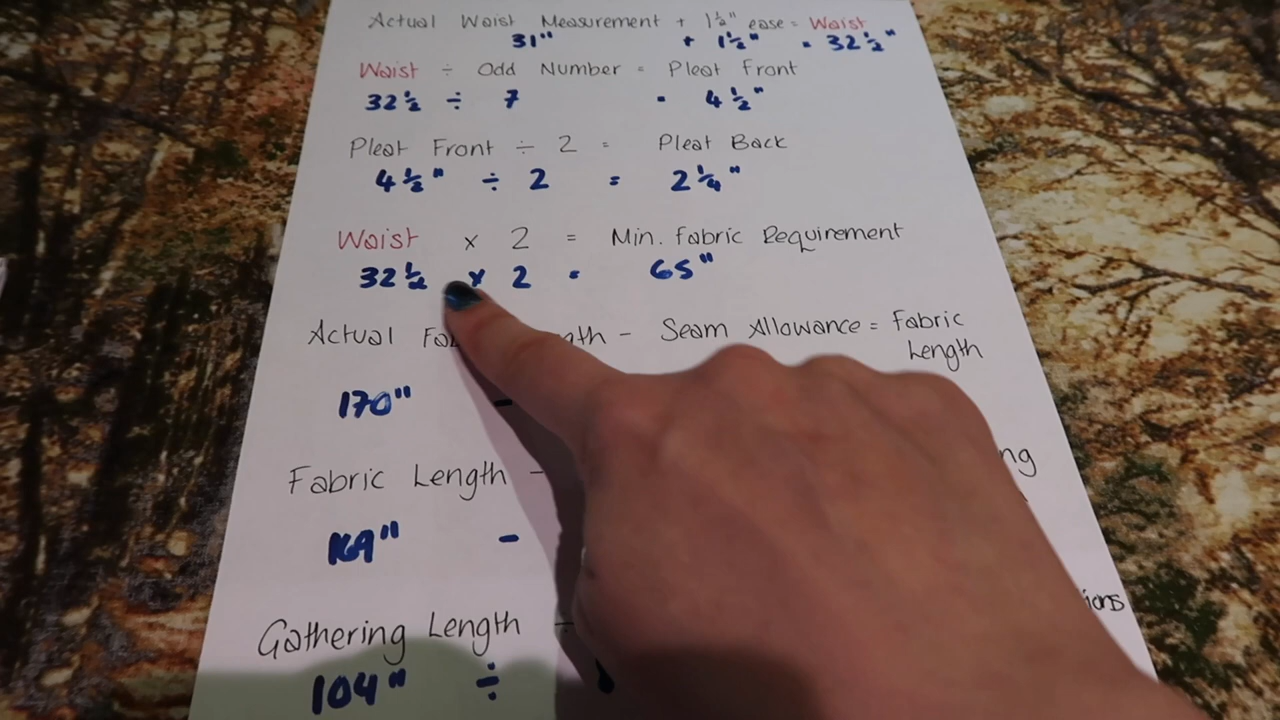 Actual Waist Measurement + 1½" ease = Waist
31" + 1½" = 32½"
Waist ÷ Odd Number = Pleat Front
32½ ÷ 7 = 4½"
Pleat Front ÷ 2 = Pleat Back
4½" ÷ 2 = 2¼"
Waist x 2 = Min. Fabric Requirement
32½ x 2 = 65"
Actual - Seam Allowance = Fabric Length
170" -
Fabric Length -
169" -
Gathering Length ÷
104" ÷